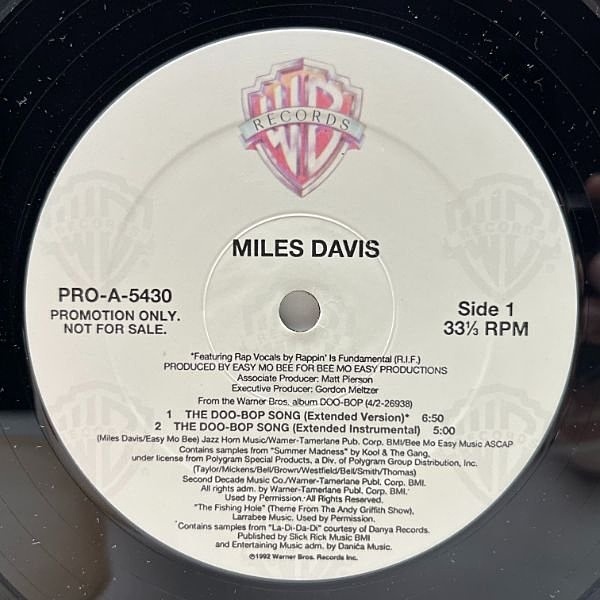 WB
RECORDS
MILES DAVIS
PRO-A-5430
PROMOTION ONLY.
NOT FOR SALE.
Side 1
33⅓ RPM
*Featuring Rap Vocals by Rappin' Is Fundamental (R.I.F.)
PRODUCED BY EASY MO BEE FOR BEE MO EASY PRODUCTIONS
Associate Producer: Matt Pierson
Executive Producer: Gordon Meltzer
From the Warner Bros. album DOO-BOP (4/2-26938)
1 THE DOO-BOP SONG (Extended Version)* 6:50
2 THE DOO-BOP SONG (Extended Instrumental) 5:00
(Miles Davis/Easy Mo Bee) Jazz Horn Music/Warner-Tamerlane Pub. Corp. BMI/Bee Mo Easy Music ASCAP
Contains samples from "Summer Madness" by Kool & The Gang,
under license from Polygram Special Products, a Div. of Polygram Group Distribution, Inc.
(Taylor/Mickens/Bell/Brown/Westfield/Bell/Smith/Thomas)
Second Decade Music Co./Warner-Tamerlane Publ. Corp. BMI.
All rights adm. by Warner-Tamerlane Publ. Corp. BMI.
Used by Permission. All Rights Reserved.
"The Fishing Hole" (Theme From The Andy Griffith Show),
Larrabee Music. Used by Permission.
*Contains samples from "La-Di-Da-Di" courtesy of Danya Records.
Published by Slick Rick Music BMI
and Entertaining Music adm. by Danica Music.
℗1992 Warner Bros. Records Inc.